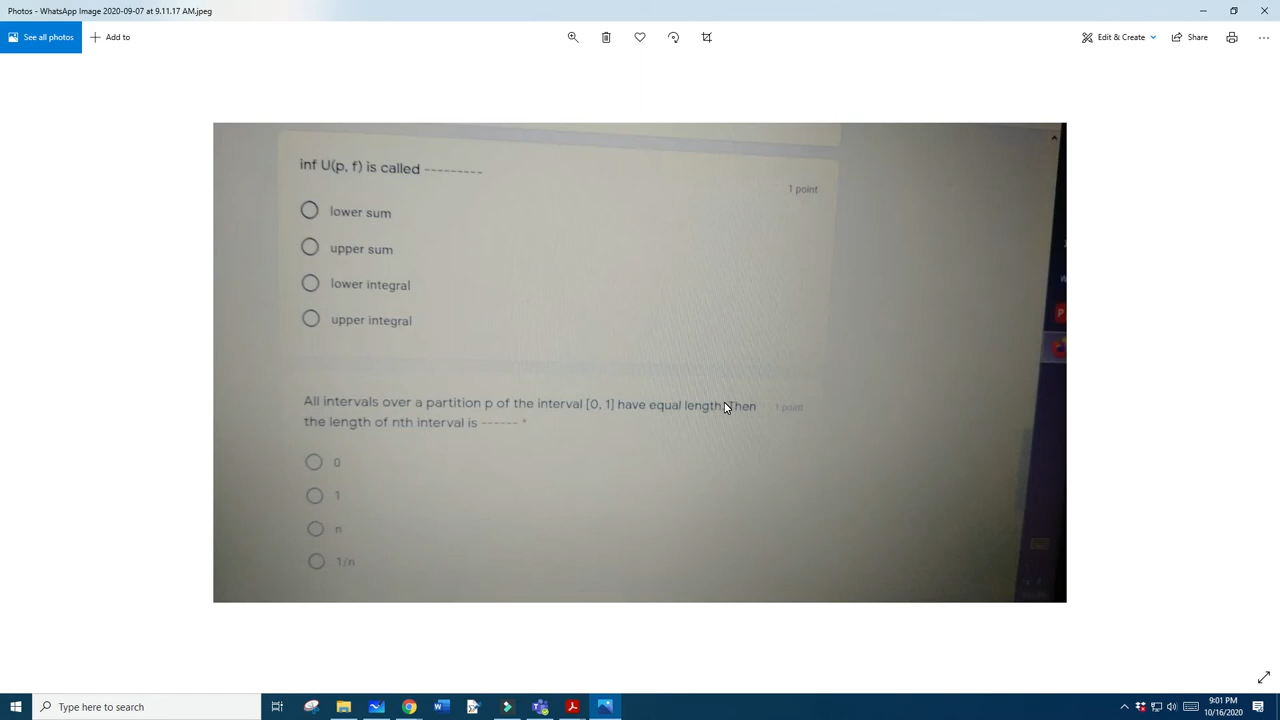 Photos - WhatsApp Image 2020-09-07 at 9.11.17 AM.jpeg
See all photos
Add to
Edit & Create
Share
inf U(p, f) is called ---------
1 point
lower sum
upper sum
lower integral
upper integral
All intervals over a partition p of the interval [0, 1] have equal length. Then
1 point
the length of nth interval is ------ *
0
1
n
1/n
Type here to search
9:01 PM
10/16/2020